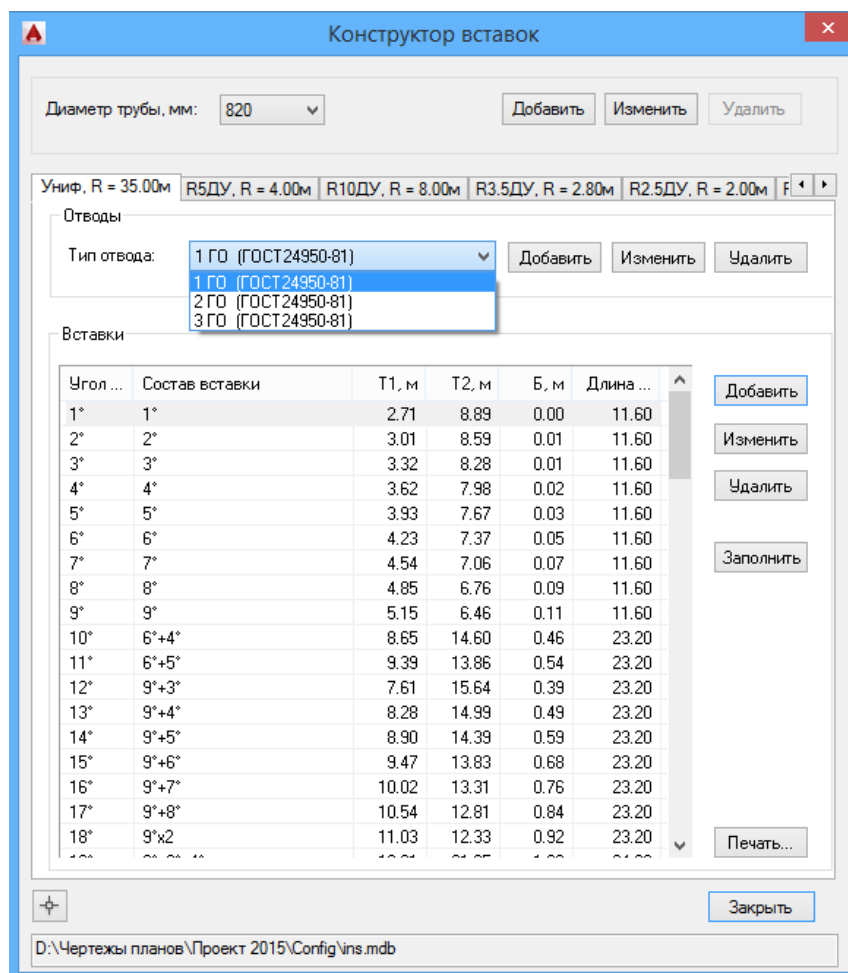 Конструктор вставок
Диаметр трубы, мм: 820 Добавить Изменить Удалить
Униф, R = 35.00м R5ДУ, R = 4.00м R10ДУ, R = 8.00м R3.5ДУ, R = 2.80м R2.5ДУ, R = 2.00м
Отводы
Тип отвода: 1 ГО (ГОСТ24950-81) Добавить Изменить Удалить
1 ГО (ГОСТ24950-81)
2 ГО (ГОСТ24950-81)
3 ГО (ГОСТ24950-81)
Вставки
Угол ... Состав вставки Т1, м Т2, м Б, м Длина ...
Добавить
1° 1° 2.71 8.89 0.00 11.60
2° 2° 3.01 8.59 0.01 11.60
Изменить
3° 3° 3.32 8.28 0.01 11.60
4° 4° 3.62 7.98 0.02 11.60
Удалить
5° 5° 3.93 7.67 0.03 11.60
6° 6° 4.23 7.37 0.05 11.60
7° 7° 4.54 7.06 0.07 11.60
Заполнить
8° 8° 4.85 6.76 0.09 11.60
9° 9° 5.15 6.46 0.11 11.60
10° 6°+4° 8.65 14.60 0.46 23.20
11° 6°+5° 9.39 13.86 0.54 23.20
12° 9°+3° 7.61 15.64 0.39 23.20
13° 9°+4° 8.28 14.99 0.49 23.20
14° 9°+5° 8.90 14.39 0.59 23.20
15° 9°+6° 9.47 13.83 0.68 23.20
16° 9°+7° 10.02 13.31 0.76 23.20
17° 9°+8° 10.54 12.81 0.84 23.20
18° 9°x2 11.03 12.33 0.92 23.20
Печать...
Закрыть
D:\Чертежы планов\Проект 2015\Config\ins.mdb